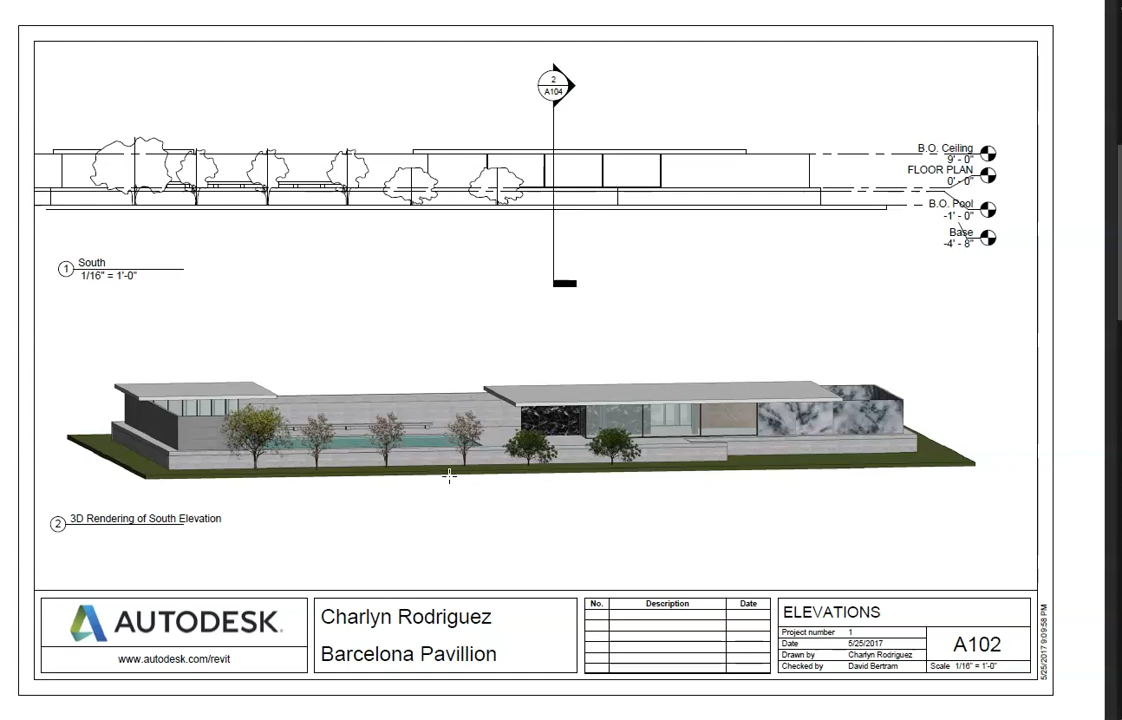 2
A104
B.O. Ceiling
9' - 0"
FLOOR PLAN
0' - 0"
B.O. Pool
-1' - 0"
Base
-4' - 8"
1 South
1/16" = 1'-0"
2 3D Rendering of South Elevation
AUTODESK.
www.autodesk.com/revit
Charlyn Rodriguez
Barcelona Pavillion
No. Description Date
ELEVATIONS
Project number 1
Date 5/25/2017
Drawn by Charlyn Rodriguez
Checked by David Bertram
A102
Scale 1/16" = 1'-0"
5/25/2017 9:09:58 PM